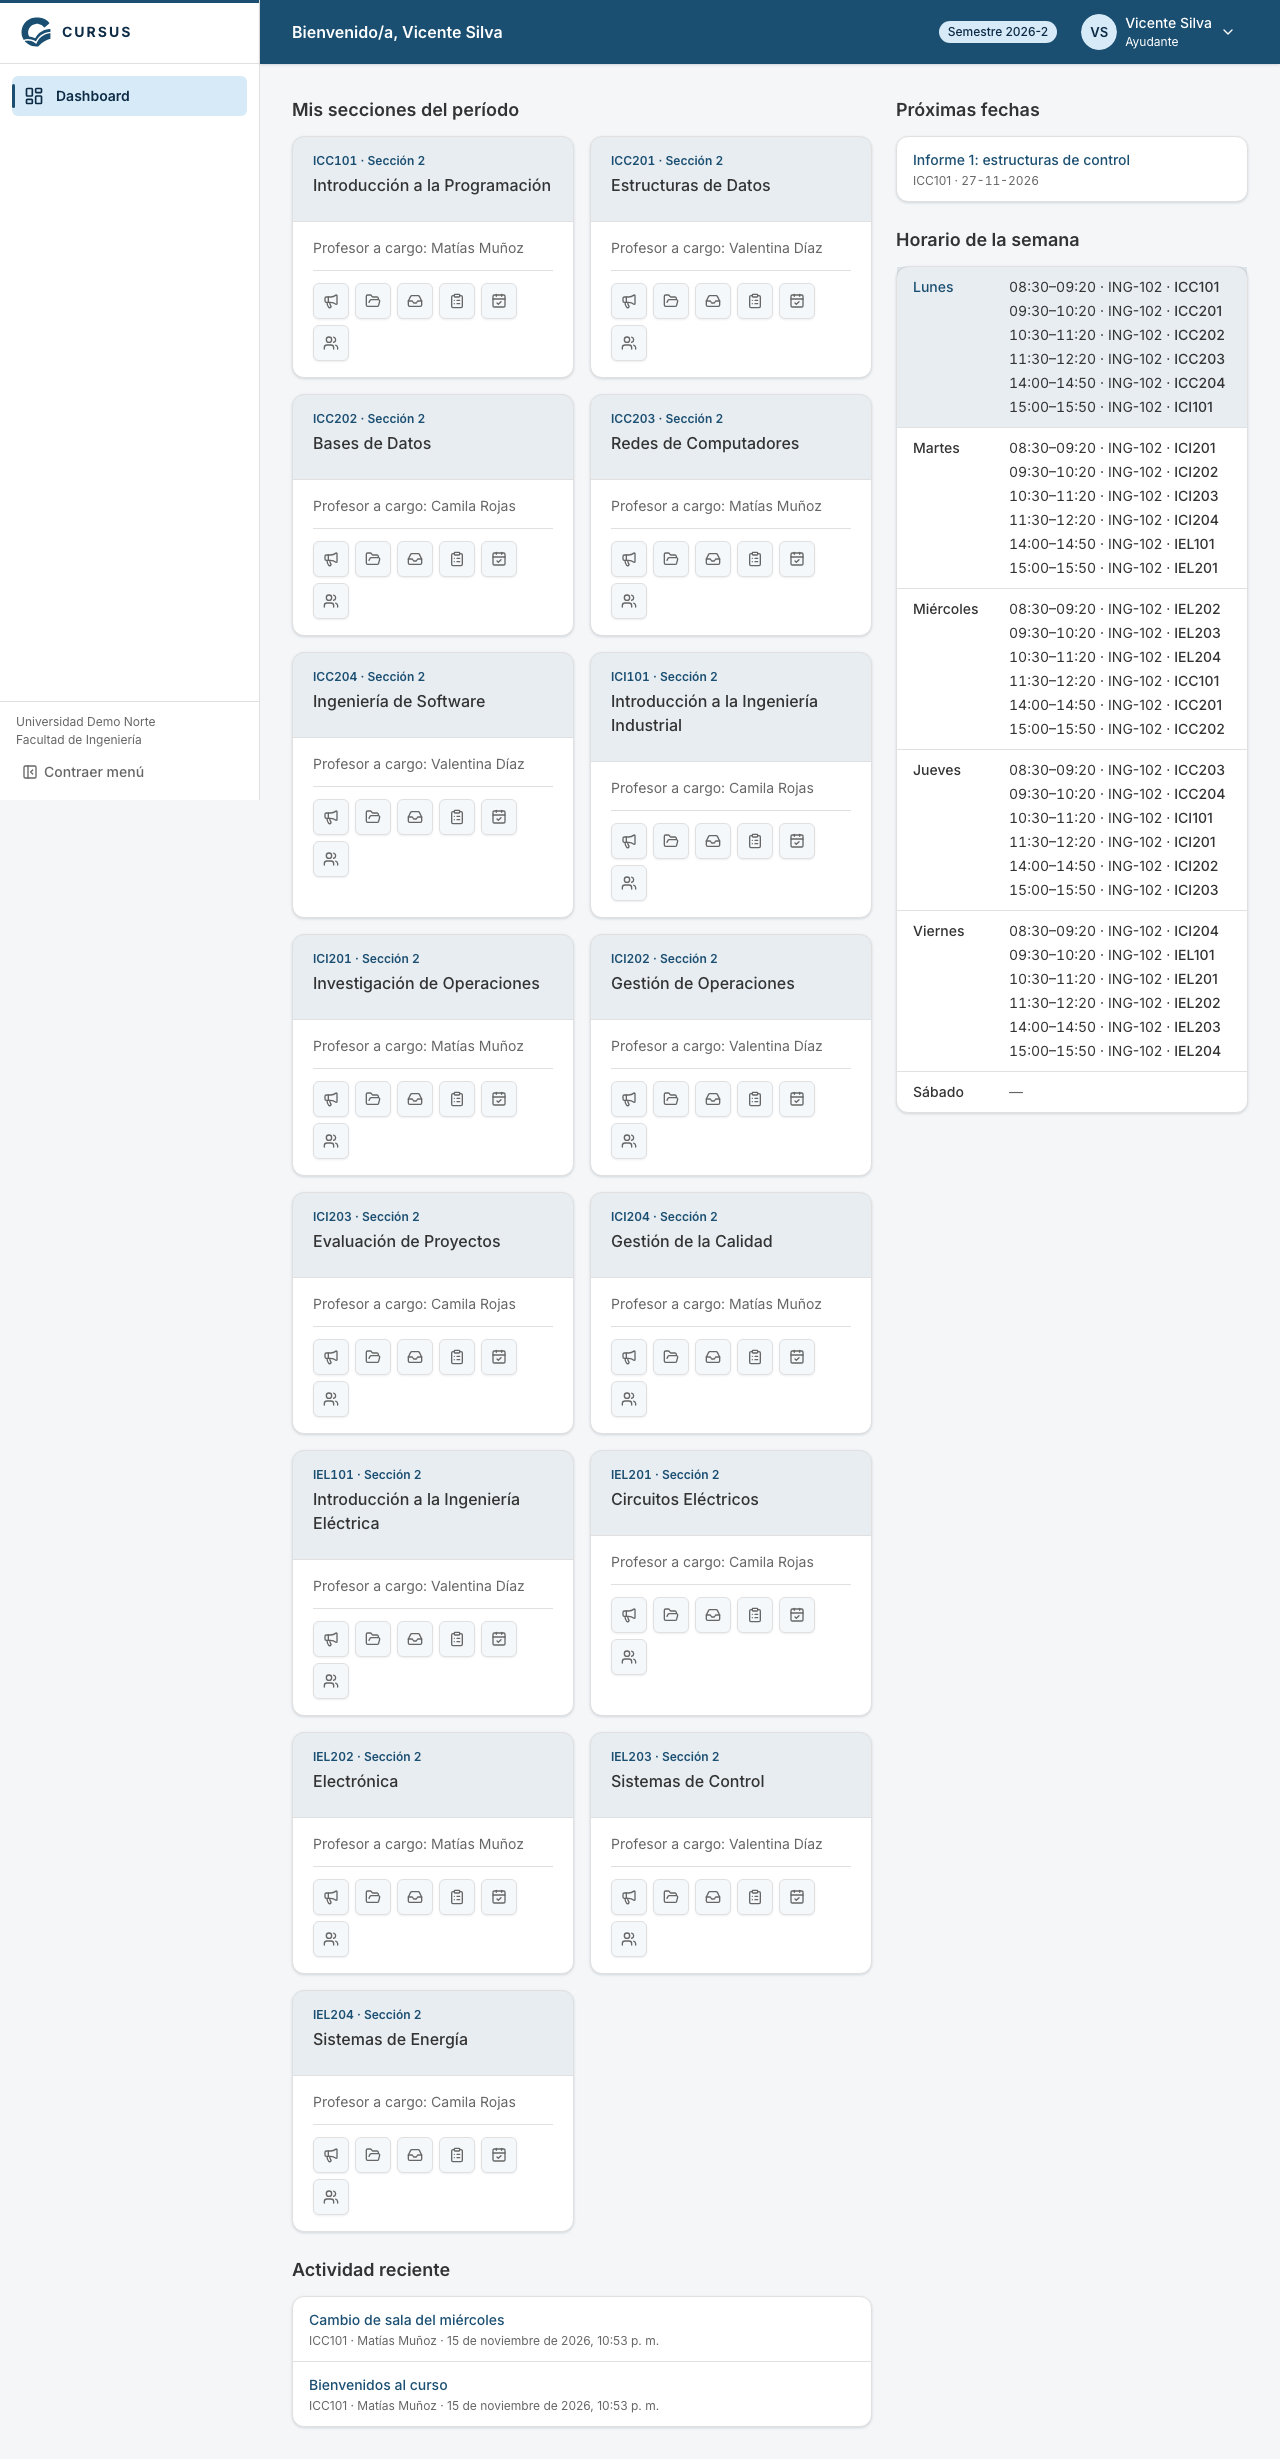 CURSUS
Dashboard
Universidad Demo Norte
Facultad de Ingeniería
Contraer menú
Bienvenido/a, Vicente Silva
Semestre 2026-2
VS
Vicente Silva
Ayudante
Mis secciones del período
ICC101 · Sección 2
Introducción a la Programación
Profesor a cargo: Matías Muñoz
ICC201 · Sección 2
Estructuras de Datos
Profesor a cargo: Valentina Díaz
ICC202 · Sección 2
Bases de Datos
Profesor a cargo: Camila Rojas
ICC203 · Sección 2
Redes de Computadores
Profesor a cargo: Matías Muñoz
ICC204 · Sección 2
Ingeniería de Software
Profesor a cargo: Valentina Díaz
ICI101 · Sección 2
Introducción a la Ingeniería
Industrial
Profesor a cargo: Camila Rojas
ICI201 · Sección 2
Investigación de Operaciones
Profesor a cargo: Matías Muñoz
ICI202 · Sección 2
Gestión de Operaciones
Profesor a cargo: Valentina Díaz
ICI203 · Sección 2
Evaluación de Proyectos
Profesor a cargo: Camila Rojas
ICI204 · Sección 2
Gestión de la Calidad
Profesor a cargo: Matías Muñoz
IEL101 · Sección 2
Introducción a la Ingeniería
Eléctrica
Profesor a cargo: Valentina Díaz
IEL201 · Sección 2
Circuitos Eléctricos
Profesor a cargo: Camila Rojas
IEL202 · Sección 2
Electrónica
Profesor a cargo: Matías Muñoz
IEL203 · Sección 2
Sistemas de Control
Profesor a cargo: Valentina Díaz
IEL204 · Sección 2
Sistemas de Energía
Profesor a cargo: Camila Rojas
Actividad reciente
Cambio de sala del miércoles
ICC101 · Matías Muñoz · 15 de noviembre de 2026, 10:53 p. m.
Bienvenidos al curso
ICC101 · Matías Muñoz · 15 de noviembre de 2026, 10:53 p. m.
Próximas fechas
Informe 1: estructuras de control
ICC101 · 27-11-2026
Horario de la semana
Lunes
08:30–09:20 · ING-102 · ICC101
09:30–10:20 · ING-102 · ICC201
10:30–11:20 · ING-102 · ICC202
11:30–12:20 · ING-102 · ICC203
14:00–14:50 · ING-102 · ICC204
15:00–15:50 · ING-102 · ICI101
Martes
08:30–09:20 · ING-102 · ICI201
09:30–10:20 · ING-102 · ICI202
10:30–11:20 · ING-102 · ICI203
11:30–12:20 · ING-102 · ICI204
14:00–14:50 · ING-102 · IEL101
15:00–15:50 · ING-102 · IEL201
Miércoles
08:30–09:20 · ING-102 · IEL202
09:30–10:20 · ING-102 · IEL203
10:30–11:20 · ING-102 · IEL204
11:30–12:20 · ING-102 · ICC101
14:00–14:50 · ING-102 · ICC201
15:00–15:50 · ING-102 · ICC202
Jueves
08:30–09:20 · ING-102 · ICC203
09:30–10:20 · ING-102 · ICC204
10:30–11:20 · ING-102 · ICI101
11:30–12:20 · ING-102 · ICI201
14:00–14:50 · ING-102 · ICI202
15:00–15:50 · ING-102 · ICI203
Viernes
08:30–09:20 · ING-102 · ICI204
09:30–10:20 · ING-102 · IEL101
10:30–11:20 · ING-102 · IEL201
11:30–12:20 · ING-102 · IEL202
14:00–14:50 · ING-102 · IEL203
15:00–15:50 · ING-102 · IEL204
Sábado
—